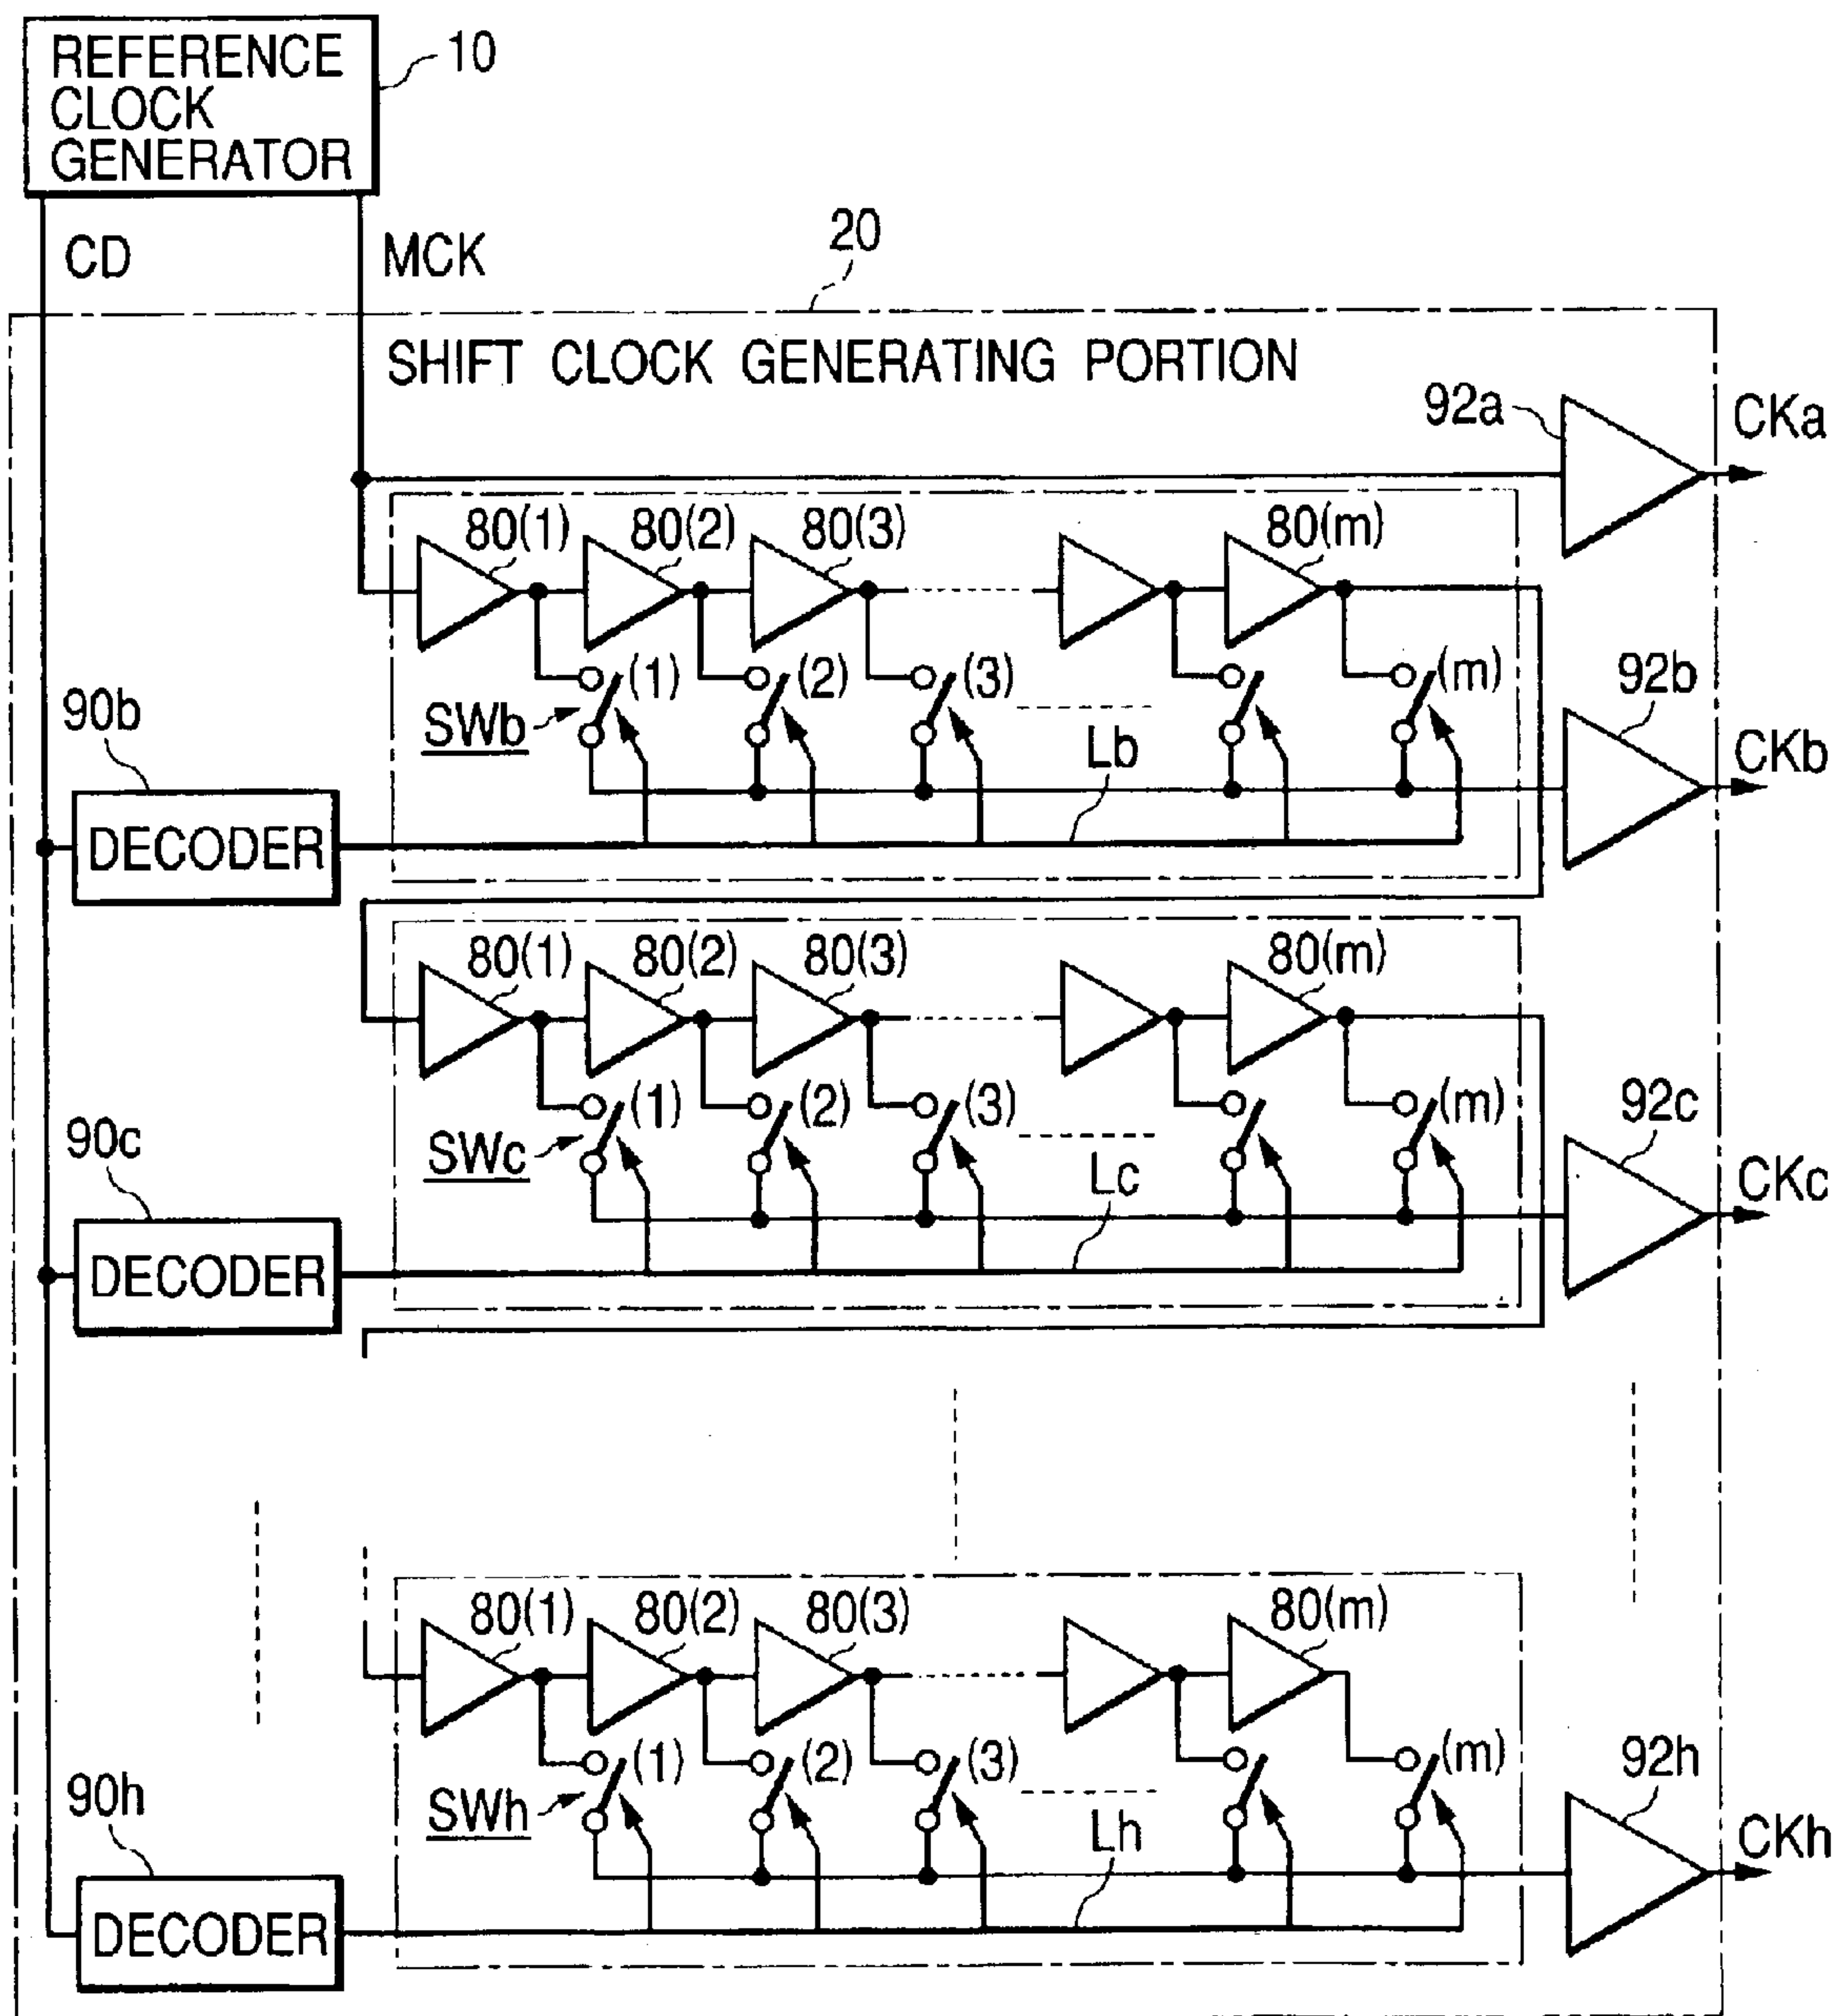 REFERENCE
CLOCK
GENERATOR
10
CD
MCK
20
SHIFT CLOCK GENERATING PORTION
92a
CKa
80(1)
80(2)
80(3)
80(m)
(1)
(2)
(3)
(m)
SWb
Lb
90b
DECODER
92b
CKb
80(1)
80(2)
80(3)
80(m)
(1)
(2)
(3)
(m)
SWc
Lc
90c
DECODER
92c
CKc
80(1)
80(2)
80(3)
80(m)
(1)
(2)
(3)
(m)
SWh
Lh
90h
DECODER
92h
CKh